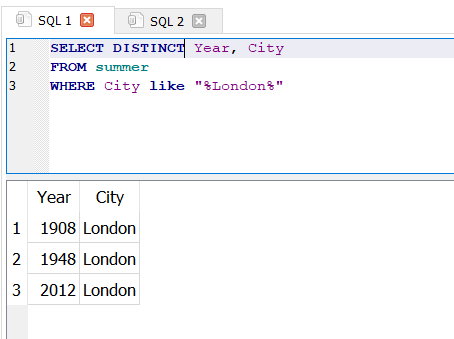 SQL 1 SQL 2
1 SELECT DISTINCT Year, City
2 FROM summer
3 WHERE City like "%London%"
Year City
1 1908 London
2 1948 London
3 2012 London